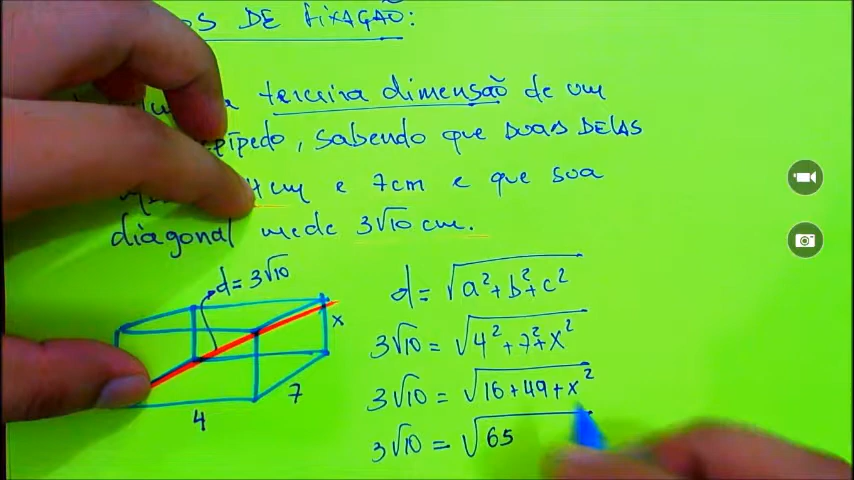 OS DE FIXAÇÃO:
a terceira dimensão de um
epípedo, sabendo que DUAS DELAS
4cm e 7cm e que sua
diagonal mede 3√10 cm.
d=3√10
x
7
4
d=√a²+b²+c²
3√10 = √4²+7²+x²
3√10 = √16+49+x²
3√10 = √65